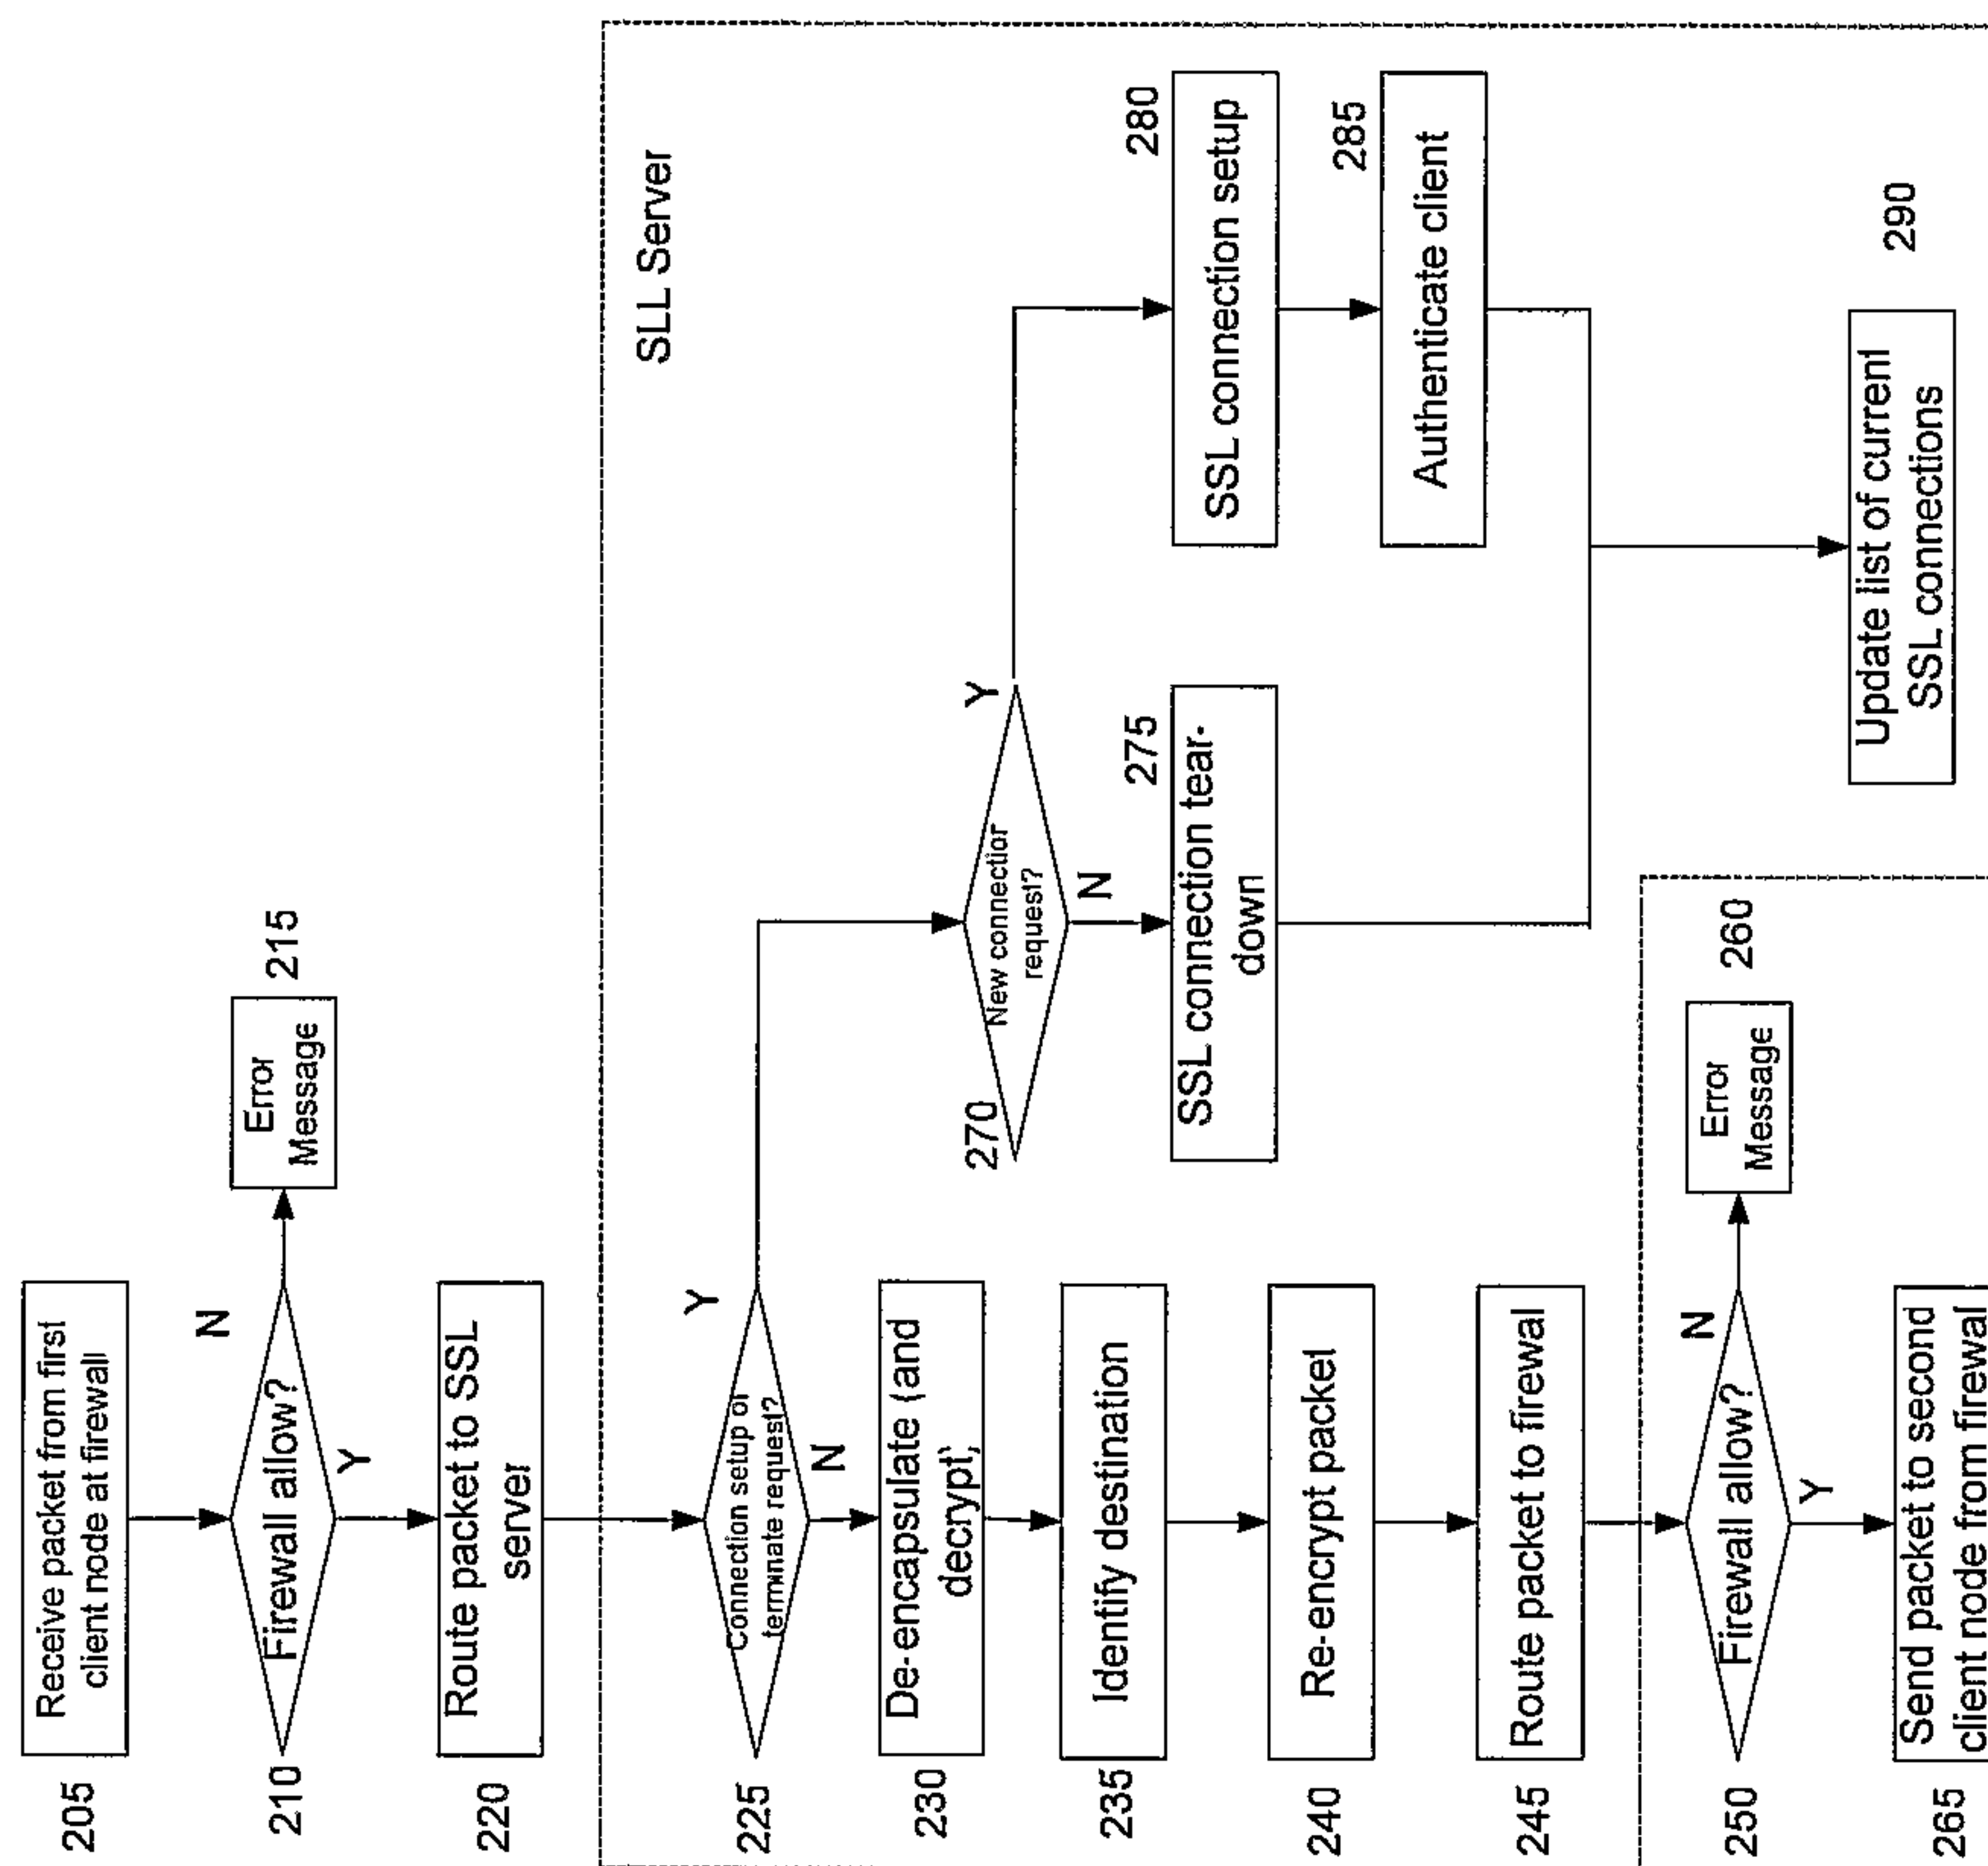 205
Receive packet from first
client node at firewall
210
Firewall allow?
N
Y
Error
Message
215
220
Route packet to SSL
server
SLL Server
225
Connection setup or
terminate request?
Y
N
230
De-encapsulate (and
decrypt)
235
Identify destination
240
Re-encrypt packet
245
Route packet to firewall
250
Firewall allow?
N
Y
Error
Message
260
265
Send packet to second
client node from firewall
270
New connection
request?
Y
N
275
SSL connection tear-
down
280
SSL connection setup
285
Authenticate client
290
Update list of current
SSL connections